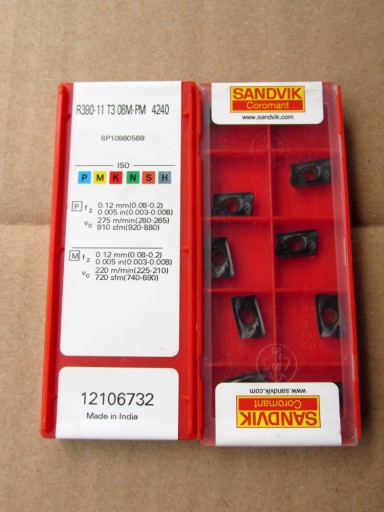 R390-11 T3 08M-PM 4240
SP10880589
ISO
P M K N S H
P fz 0.12 mm(0.08-0.2)
0.005 in(0.003-0.008)
vc 275 m/min(280-265)
910 sfm(920-880)
M fz 0.12 mm(0.08-0.2)
0.005 in(0.003-0.008)
vc 220 m/min(225-210)
720 sfm(740-690)
12106732
Made in India
SANDVIK
Coromant
www.sandvik.com
www.sandvik.com
Coromant
SANDVIK